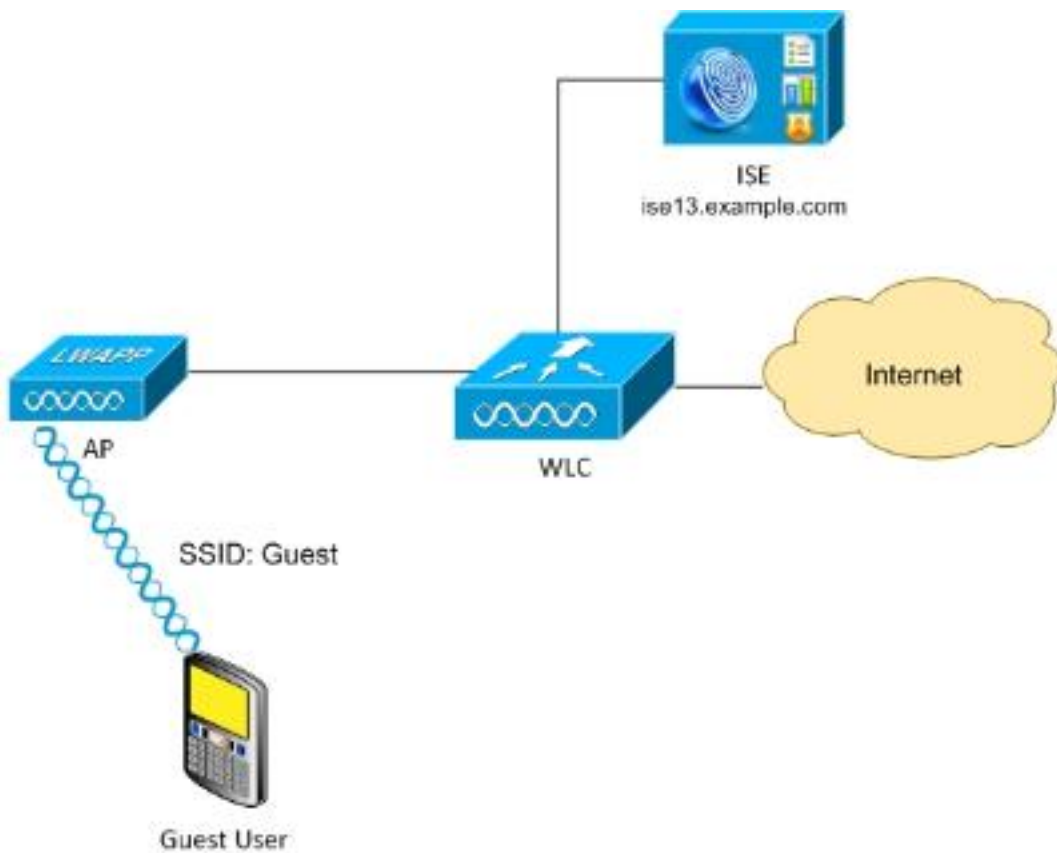 ISE
ise13.example.com
LWAPP
Internet
AP
WLC
SSID: Guest
Guest User